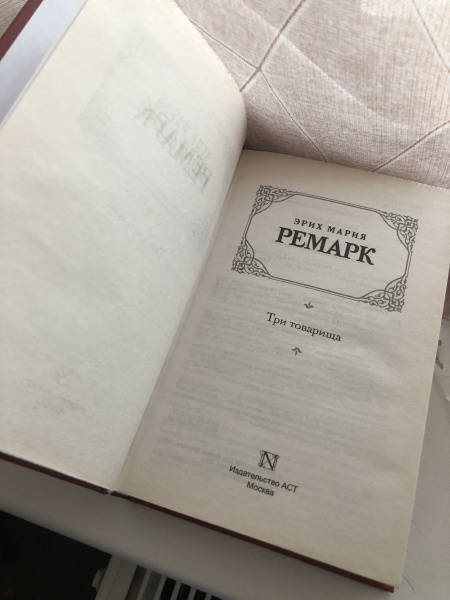 ЭРИХ МАРИЯ
РЕМАРК
Три товарища
N
Издательство АСТ
Москва